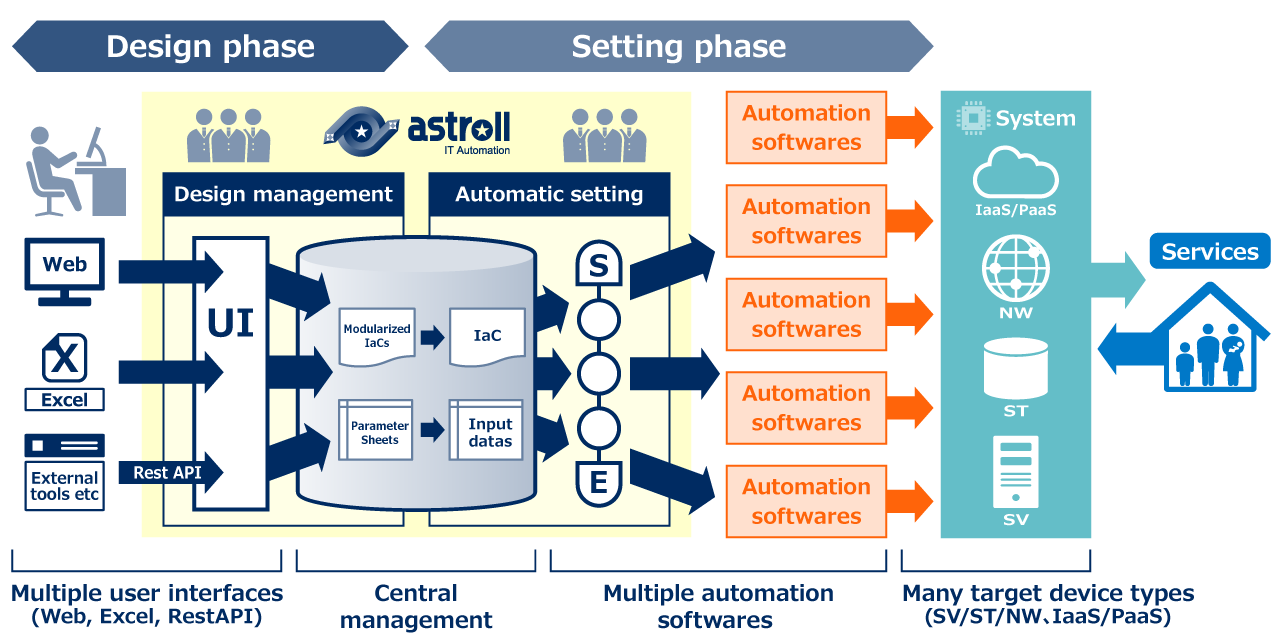 Design phase
Setting phase
astroll
IT Automation
Design management
Automatic setting
Web
Excel
External
tools etc
Rest API
UI
Modularized
IaCs
IaC
Parameter
Sheets
Input
datas
S
E
Automation
softwares
Automation
softwares
Automation
softwares
Automation
softwares
Automation
softwares
System
IaaS/PaaS
NW
ST
SV
Services
Multiple user interfaces
(Web, Excel, RestAPI)
Central
management
Multiple automation
softwares
Many target device types
(SV/ST/NW、IaaS/PaaS)